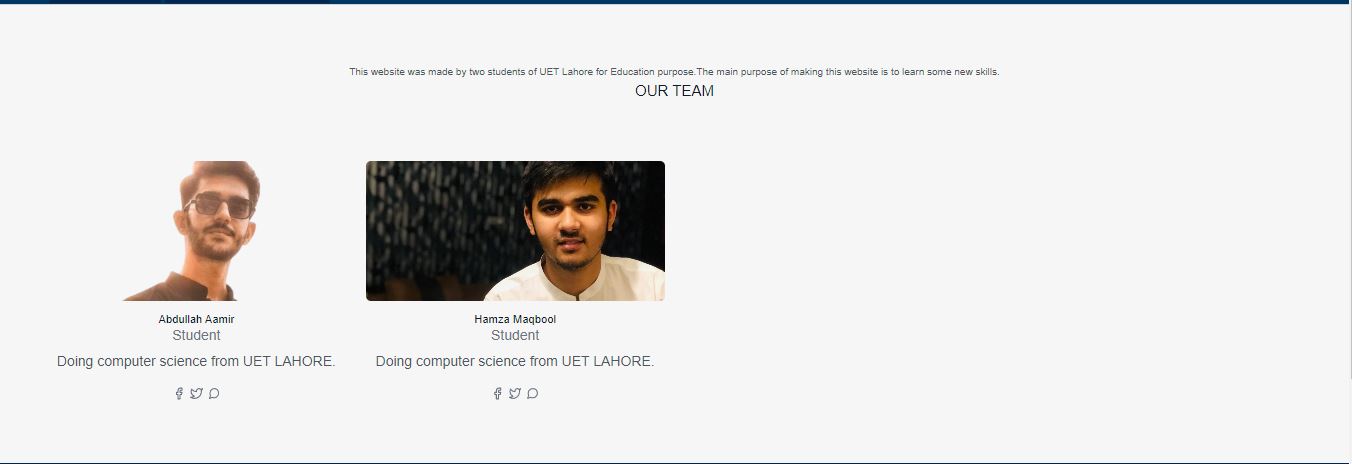 This website was made by two students of UET Lahore for Education purpose.The main purpose of making this website is to learn some new skills.
OUR TEAM
Abdullah Aamir
Student
Doing computer science from UET LAHORE.
Hamza Maqbool
Student
Doing computer science from UET LAHORE.